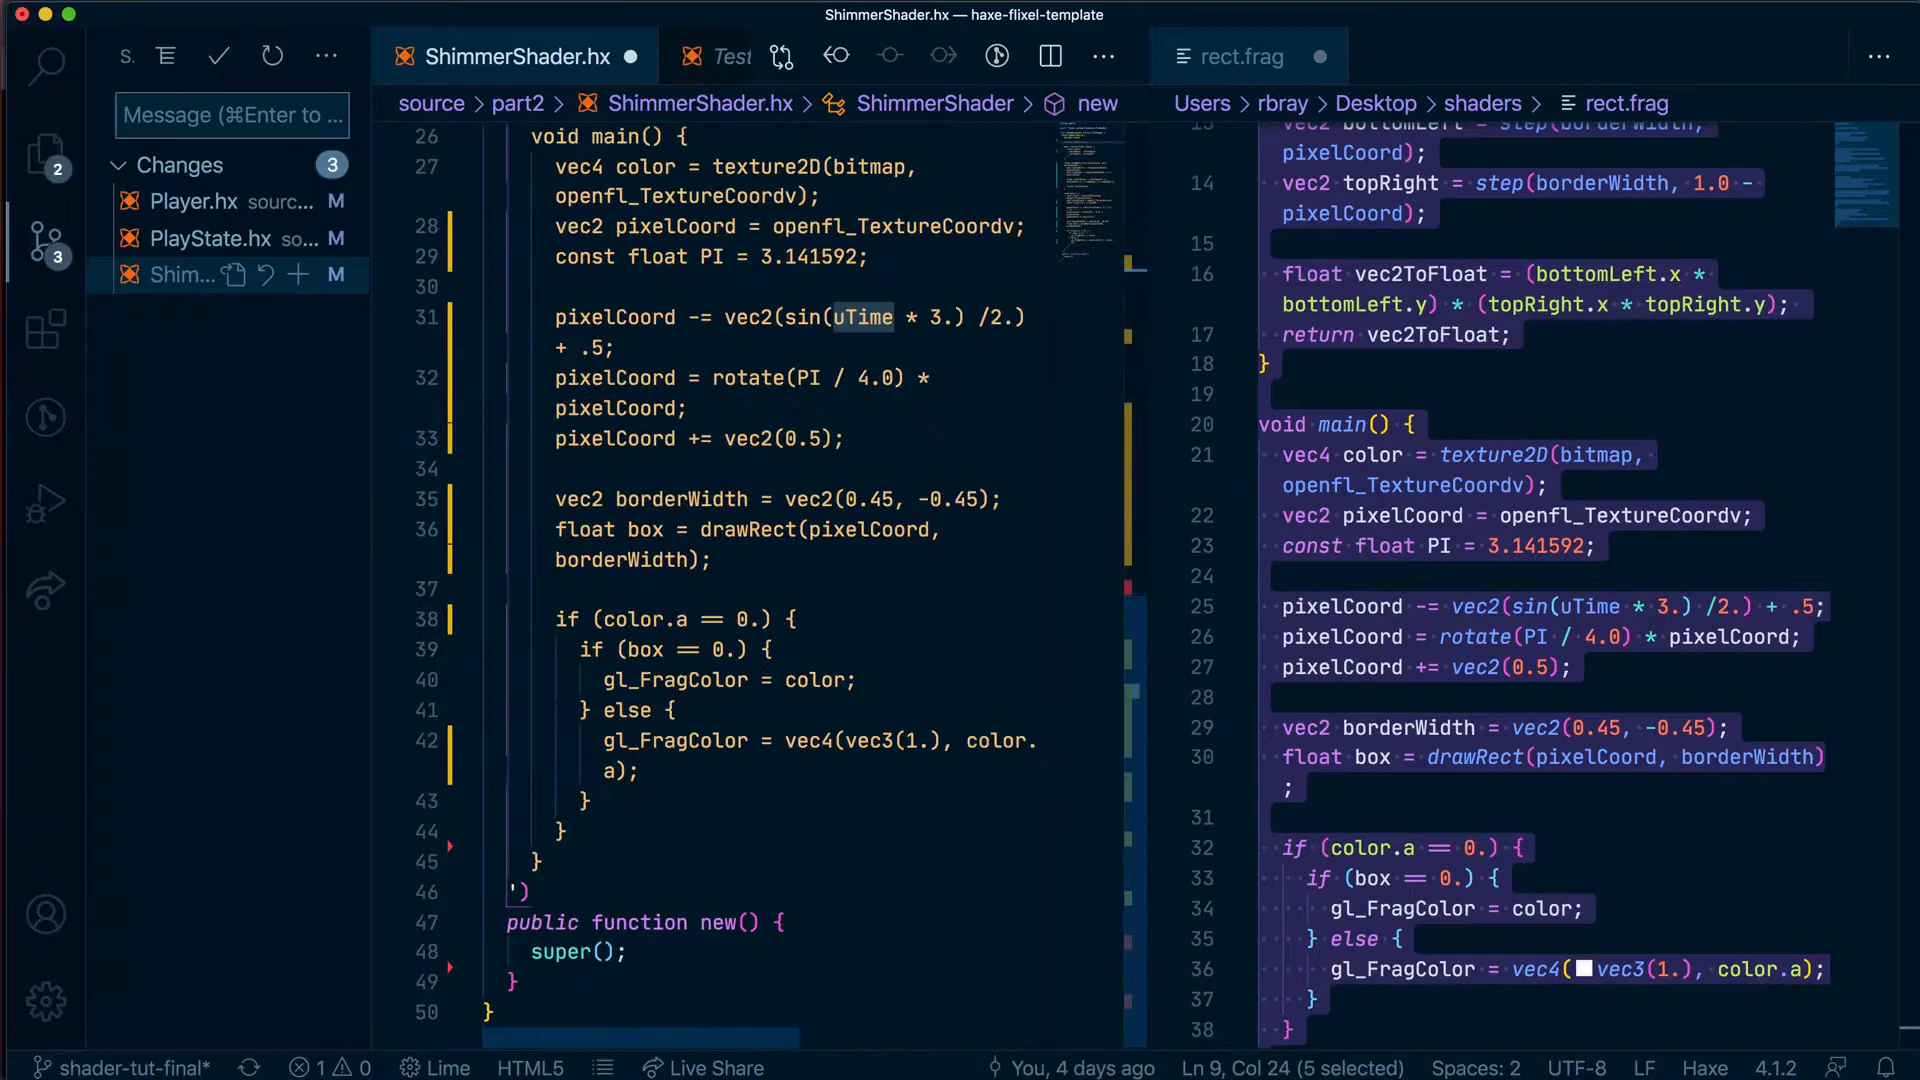 ShimmerShader.hx — haxe-flixel-template
S.
ShimmerShader.hx
Test
rect.frag
Message (⌘Enter to ...
source > part2 > ShimmerShader.hx > ShimmerShader > new
Users > rbray > Desktop > shaders > rect.frag
Changes 3
Player.hx sourc... M
PlayState.hx so... M
Shim... M
2
3
26 void main() {
27 vec4 color = texture2D(bitmap,
openfl_TextureCoordv);
28 vec2 pixelCoord = openfl_TextureCoordv;
29 const float PI = 3.141592;
30
31 pixelCoord -= vec2(sin(uTime * 3.) /2.)
+ .5;
32 pixelCoord = rotate(PI / 4.0) *
pixelCoord;
33 pixelCoord += vec2(0.5);
34
35 vec2 borderWidth = vec2(0.45, -0.45);
36 float box = drawRect(pixelCoord,
borderWidth);
37
38 if (color.a == 0.) {
39 if (box == 0.) {
40 gl_FragColor = color;
41 } else {
42 gl_FragColor = vec4(vec3(1.), color.
a);
43 }
44 }
45 }
46 ')
47 public function new() {
48 super();
49 }
50 }
13 vec2 bottomLeft = step(borderWidth,
pixelCoord);
14 vec2 topRight = step(borderWidth, 1.0 -
pixelCoord);
15
16 float vec2ToFloat = (bottomLeft.x *
bottomLeft.y) * (topRight.x * topRight.y);
17 return vec2ToFloat;
18 }
19
20 void main() {
21 vec4 color = texture2D(bitmap,
openfl_TextureCoordv);
22 vec2 pixelCoord = openfl_TextureCoordv;
23 const float PI = 3.141592;
24
25 pixelCoord -= vec2(sin(uTime * 3.) /2.) + .5;
26 pixelCoord = rotate(PI / 4.0) * pixelCoord;
27 pixelCoord += vec2(0.5);
28
29 vec2 borderWidth = vec2(0.45, -0.45);
30 float box = drawRect(pixelCoord, borderWidth)
;
31
32 if (color.a == 0.) {
33 if (box == 0.) {
34 gl_FragColor = color;
35 } else {
36 gl_FragColor = vec4(vec3(1.), color.a);
37 }
38 }
shader-tut-final* 1 0 Lime HTML5 Live Share You, 4 days ago Ln 9, Col 24 (5 selected) Spaces: 2 UTF-8 LF Haxe 4.1.2